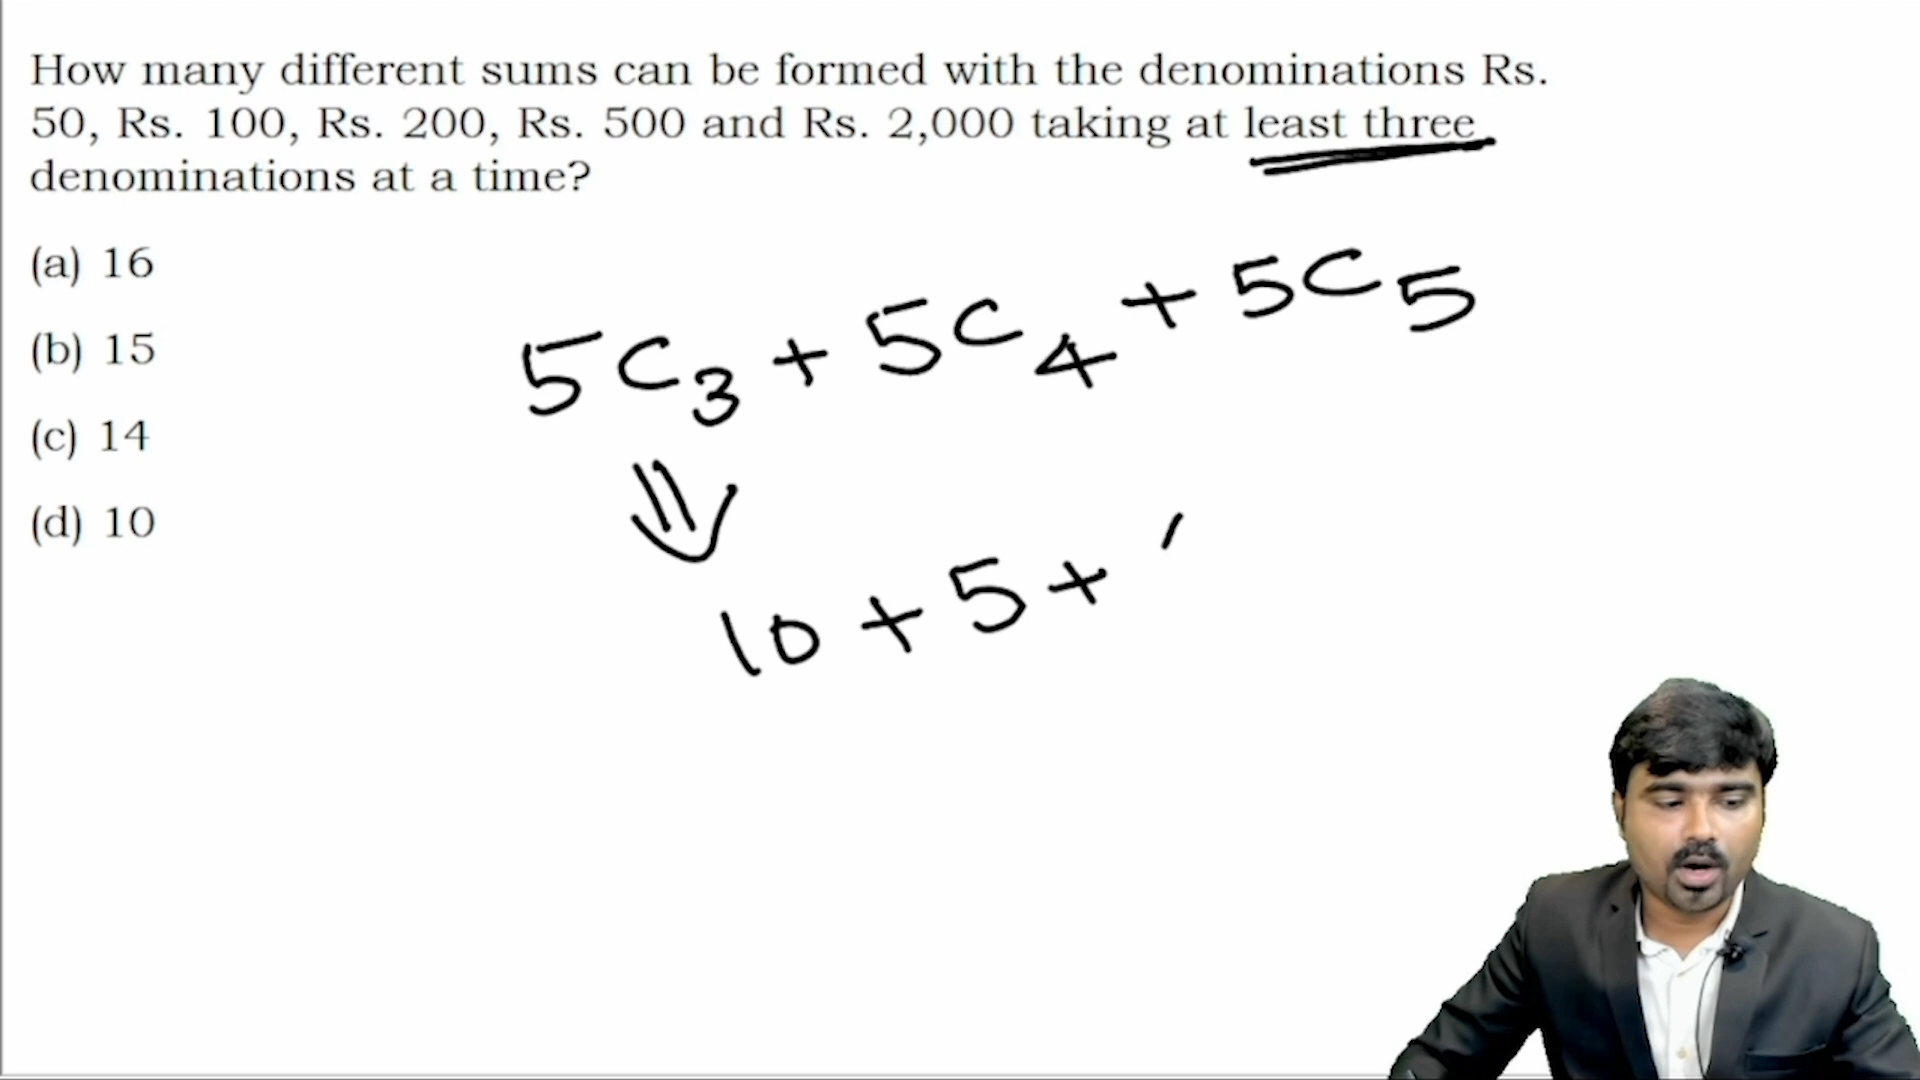 How many different sums can be formed with the denominations Rs.
50, Rs. 100, Rs. 200, Rs. 500 and Rs. 2,000 taking at least three
denominations at a time?
(a) 16
(b) 15
(c) 14
(d) 10
5C3 + 5C4 + 5C5
10 + 5 +